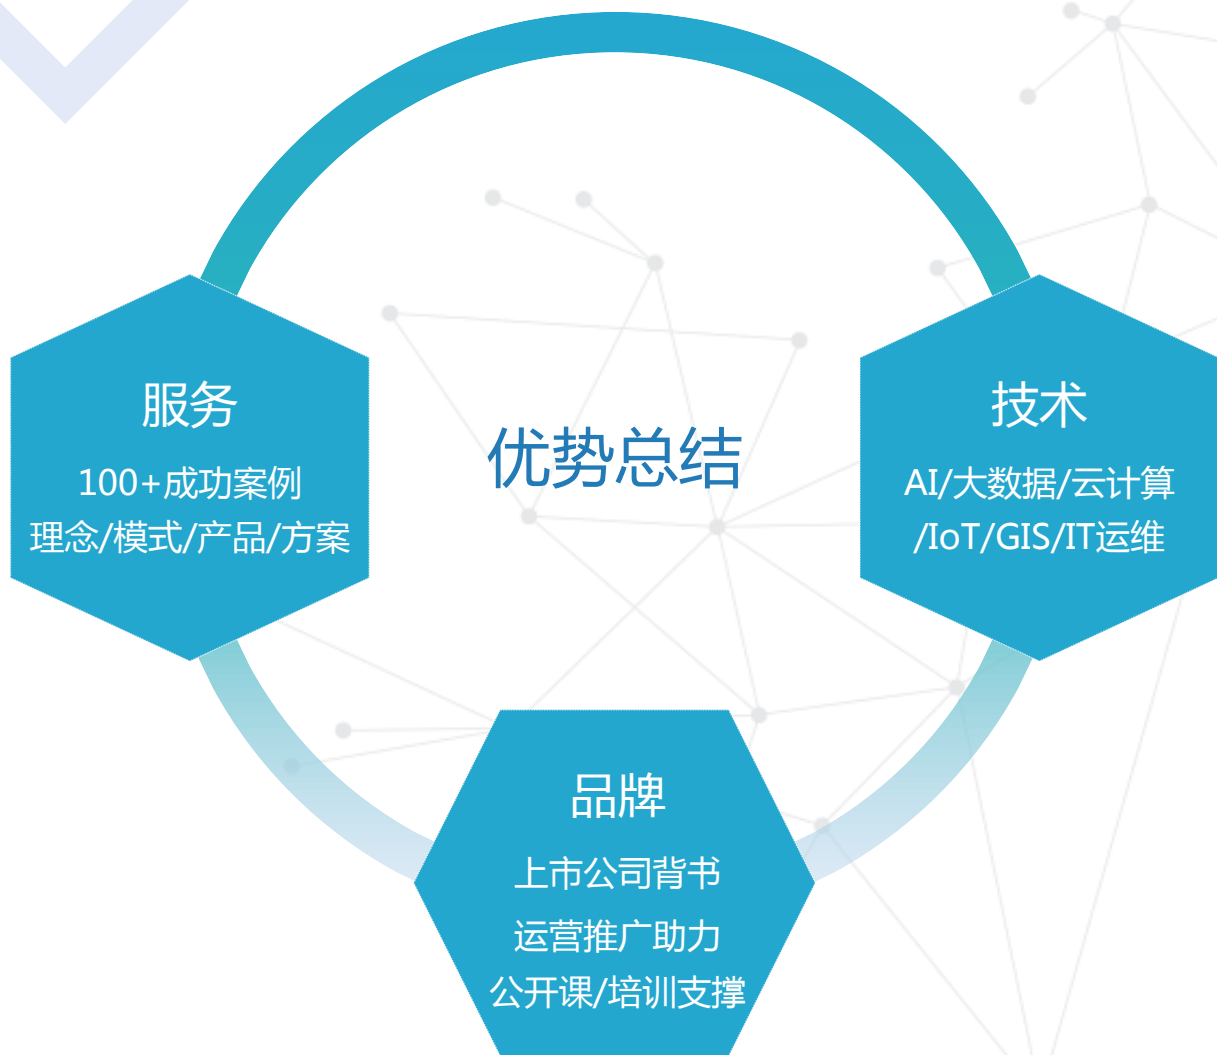 优势总结
服务
100+成功案例
理念/模式/产品/方案
技术
AI/大数据/云计算
/IoT/GIS/IT运维
品牌
上市公司背书
运营推广助力
公开课/培训支撑